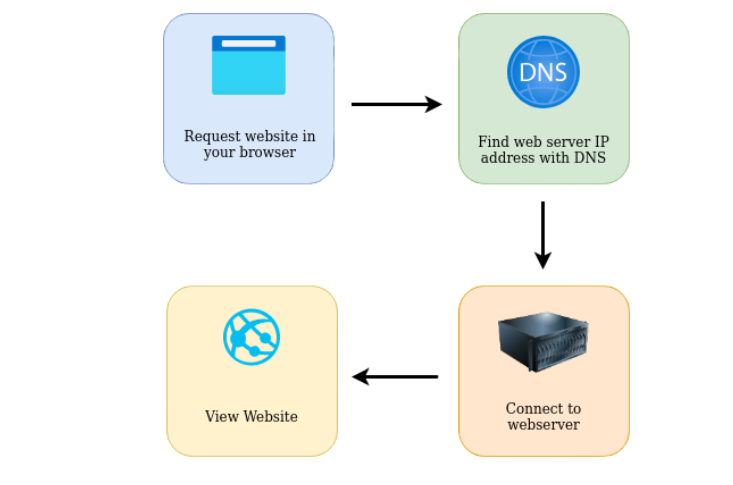 Request website in
your browser
DNS
Find web server IP
address with DNS
Connect to
webserver
View Website